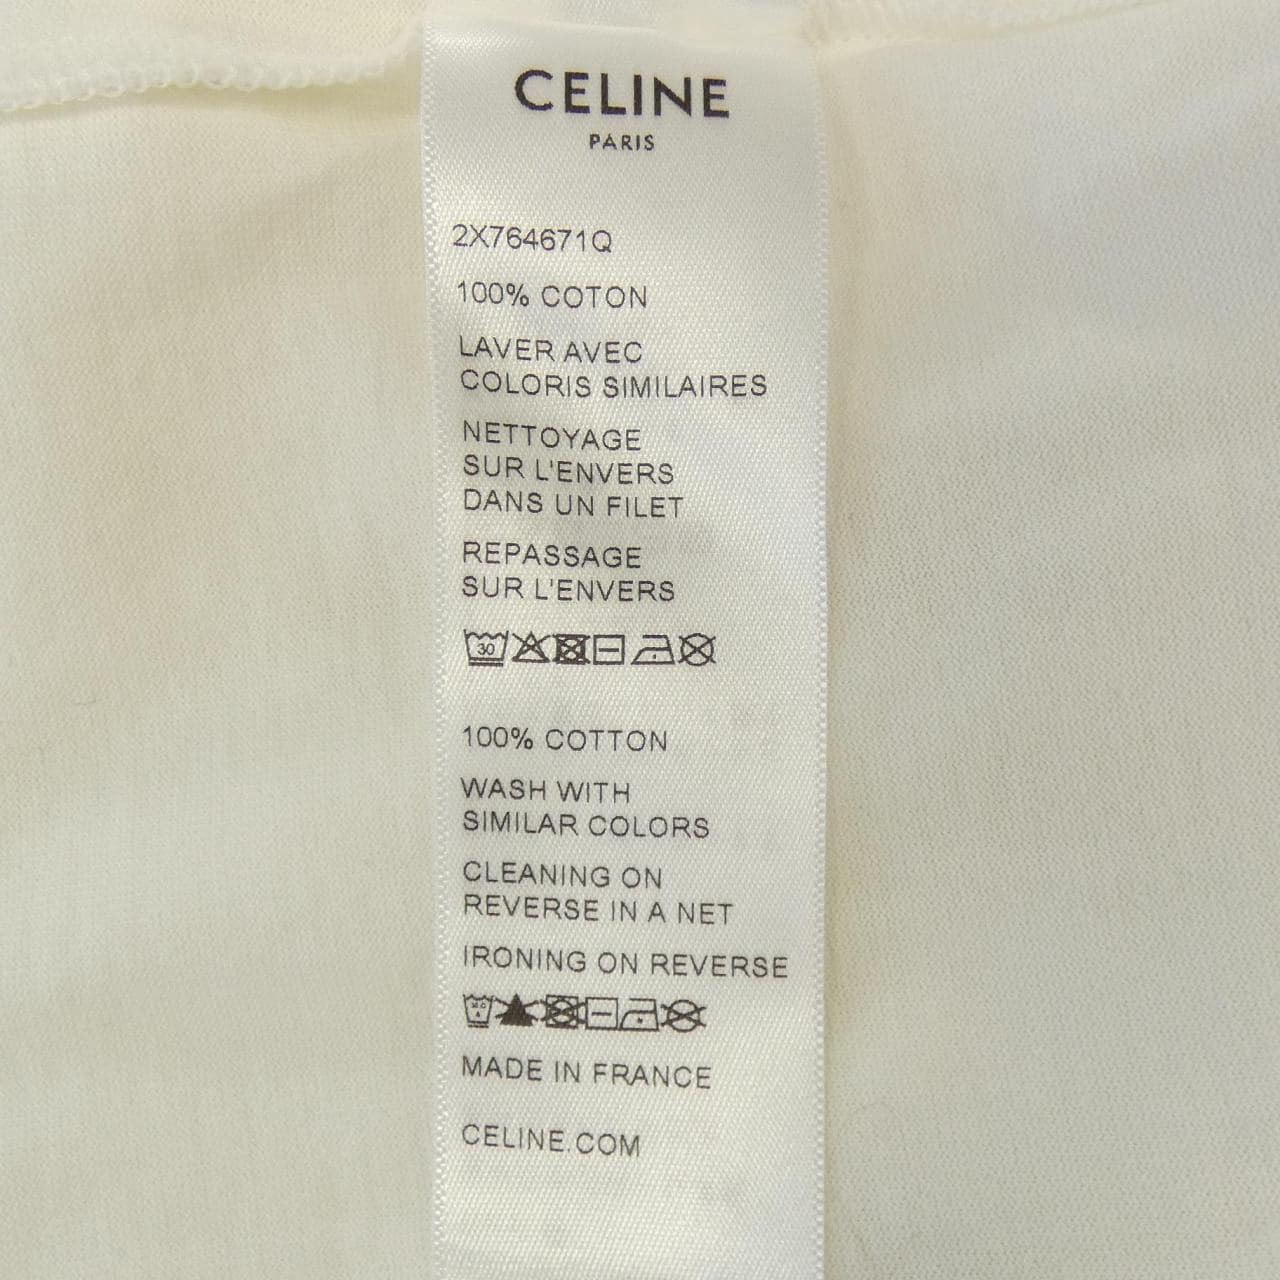 CELINE
PARIS
2X764671Q
100% COTON
LAVER AVEC
COLORIS SIMILAIRES
NETTOYAGE
SUR L'ENVERS
DANS UN FILET
REPASSAGE
SUR L'ENVERS
30
100% COTTON
WASH WITH
SIMILAR COLORS
CLEANING ON
REVERSE IN A NET
IRONING ON REVERSE
MADE IN FRANCE
CELINE.COM